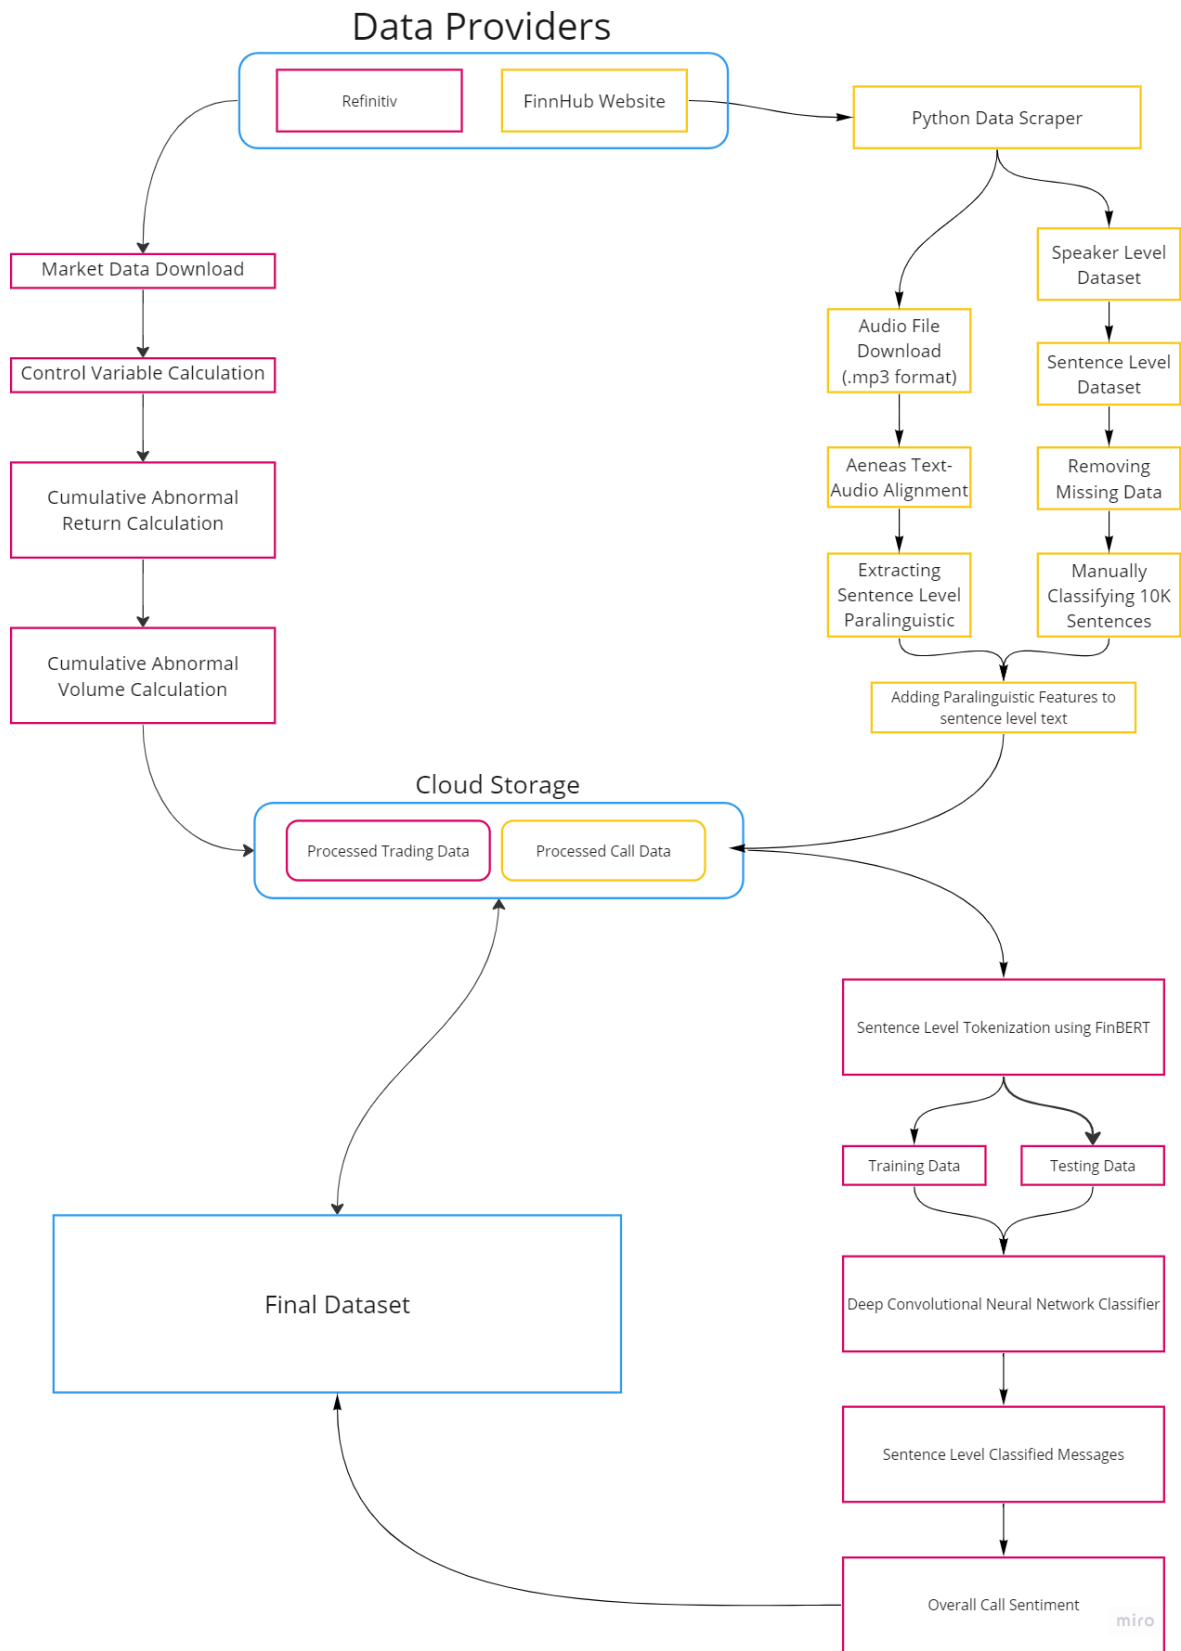 Data Providers
Refinitiv
FinnHub Website
Python Data Scraper
Market Data Download
Control Variable Calculation
Cumulative Abnormal
Return Calculation
Cumulative Abnormal
Volume Calculation
Audio File
Download
(.mp3 format)
Aeneas Text-
Audio Alignment
Extracting
Sentence Level
Paralinguistic
Speaker Level
Dataset
Sentence Level
Dataset
Removing
Missing Data
Manually
Classifying 10K
Sentences
Adding Paralinguistic Features to
sentence level text
Cloud Storage
Processed Trading Data
Processed Call Data
Sentence Level Tokenization using FinBERT
Training Data
Testing Data
Deep Convolutional Neural Network Classifier
Sentence Level Classified Messages
Overall Call Sentiment
Final Dataset
miro